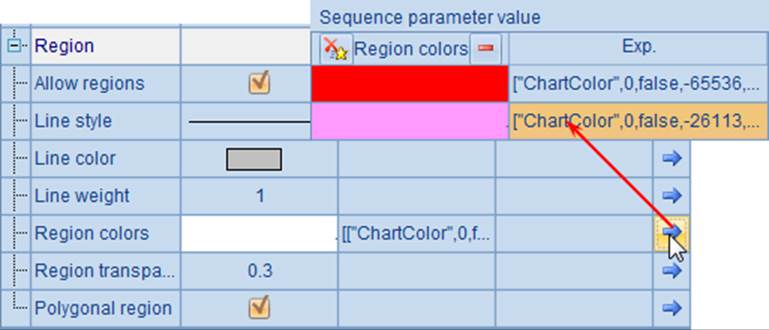 Sequence parameter value
Region colors Exp.
["ChartColor",0,false,-65536,...
["ChartColor",0,false,-26113,...
Region
Allow regions
Line style
Line color
Line weight 1
Region colors [["ChartColor",0,f...
Region transpa... 0.3
Polygonal region